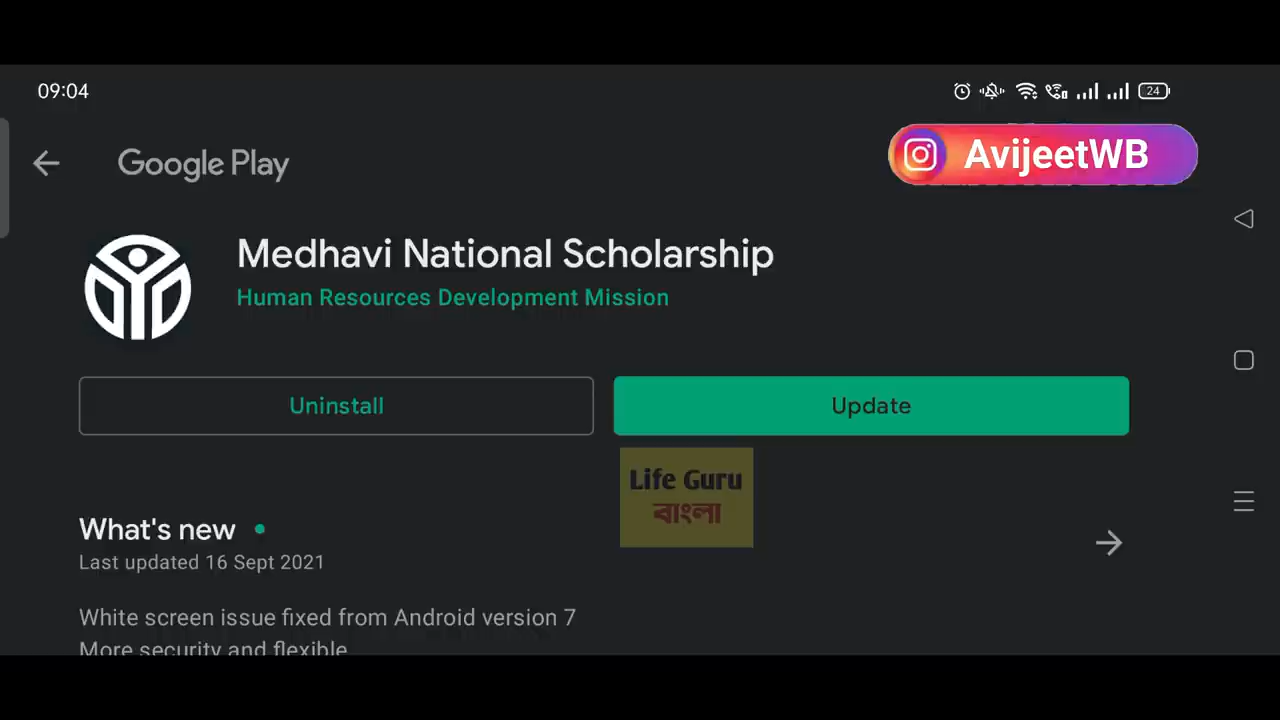 09:04
24
Google Play
AvijeetWB
Medhavi National Scholarship
Human Resources Development Mission
Uninstall
Update
Life Guru
বাংলা
What's new
Last updated 16 Sept 2021
White screen issue fixed from Android version 7
More security and flexible